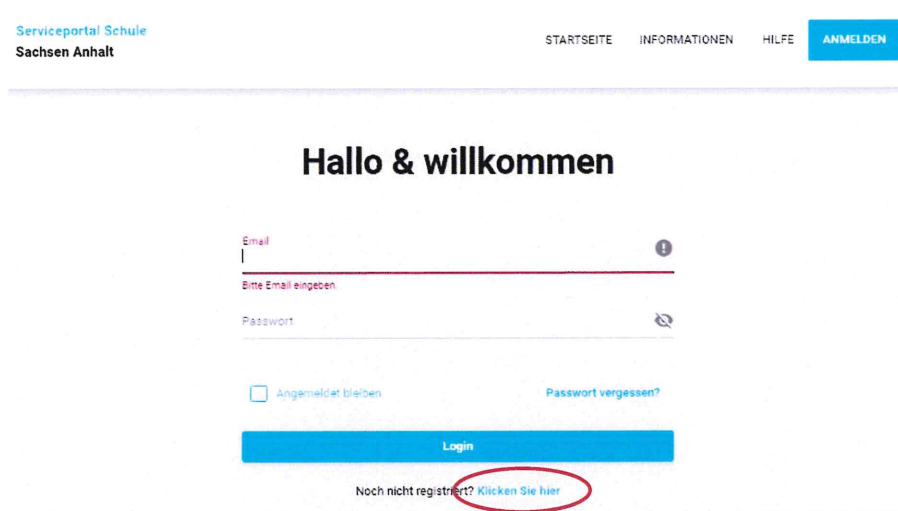 Serviceportal Schule
Sachsen Anhalt
STARTSEITE INFORMATIONEN HILFE ANMELDEN
Hallo & willkommen
Email
Bitte Email eingeben.
Passwort
Angemeldet bleiben Passwort vergessen?
Login
Noch nicht registriert? Klicken Sie hier